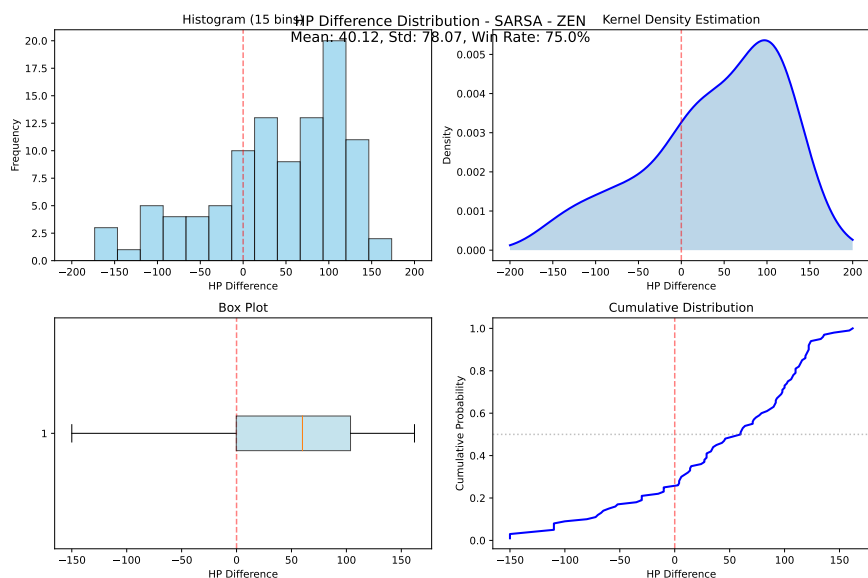 HP Difference Distribution - SARSA - ZEN
Mean: 40.12, Std: 78.07, Win Rate: 75.0%
Histogram (15 bins)
Frequency
20.0
17.5
15.0
12.5
10.0
7.5
5.0
2.5
0.0
−200 −150 −100 −50 0 50 100 150 200
HP Difference
Kernel Density Estimation
Density
0.005
0.004
0.003
0.002
0.001
0.000
−200 −150 −100 −50 0 50 100 150 200
HP Difference
Box Plot
1
−150 −100 −50 0 50 100 150
HP Difference
Cumulative Distribution
Cumulative Probability
1.0
0.8
0.6
0.4
0.2
0.0
−150 −100 −50 0 50 100 150
HP Difference